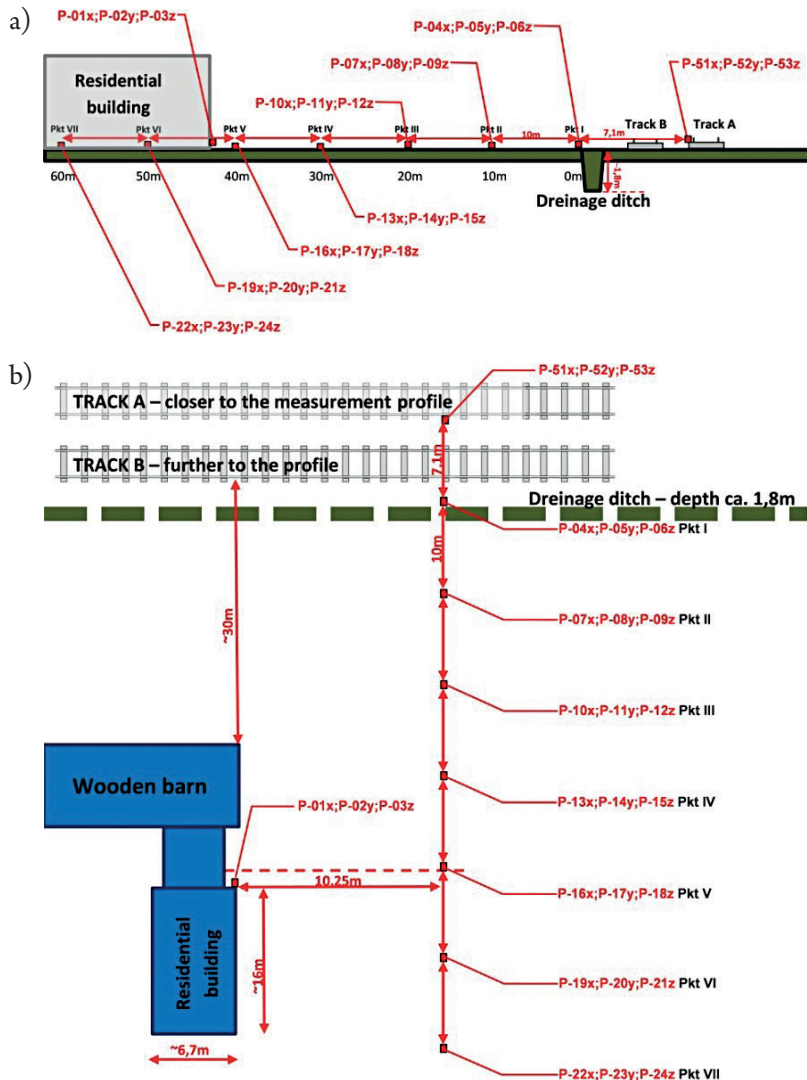 a)
P-01x;P-02y;P-03z
P-04x;P-05y;P-06z
P-07x;P-08y;P-09z
P-51x;P-52y;P-53z
Residential
building
P-10x;P-11y;P-12z
Pkt VII
Pkt VI
Pkt V
Pkt IV
Pkt III
Pkt II
10m
Pkt I
7,1m
Track B
Track A
60m
50m
40m
30m
20m
10m
0m
~1,8m
Dreinage ditch
P-13x;P-14y;P-15z
P-16x;P-17y;P-18z
P-19x;P-20y;P-21z
P-22x;P-23y;P-24z
b)
P-51x;P-52y;P-53z
TRACK A – closer to the measurement profile
7.1m
TRACK B – further to the profile
Dreinage ditch – depth ca. 1,8m
P-04x;P-05y;P-06z Pkt I
10m
P-07x;P-08y;P-09z Pkt II
~30m
P-10x;P-11y;P-12z Pkt III
Wooden barn
P-13x;P-14y;P-15z Pkt IV
P-01x;P-02y;P-03z
10,25m
P-16x;P-17y;P-18z Pkt V
Residential
building
~16m
P-19x;P-20y;P-21z Pkt VI
~6,7m
P-22x;P-23y;P-24z Pkt VII